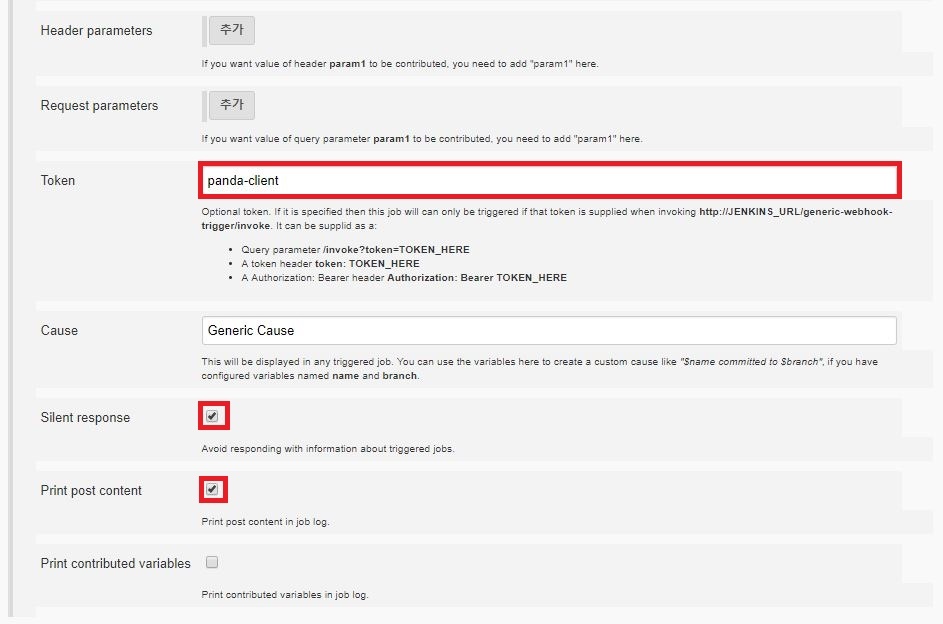 Header parameters
추가
If you want value of header param1 to be contributed, you need to add "param1" here.
Request parameters
추가
If you want value of query parameter param1 to be contributed, you need to add "param1" here.
Token
panda-client
Optional token. If it is specified then this job will can only be triggered if that token is supplied when invoking http://JENKINS_URL/generic-webhook-
trigger/invoke. It can be supplid as a:
• Query parameter /invoke?token=TOKEN_HERE
• A token header token: TOKEN_HERE
• A Authorization: Bearer header Authorization: Bearer TOKEN_HERE
Cause
Generic Cause
This will be displayed in any triggered job. You can use the variables here to create a custom cause like "$name committed to $branch", if you have
configured variables named name and branch.
Silent response
Avoid responding with information about triggered jobs.
Print post content
Print post content in job log.
Print contributed variables
Print contributed variables in job log.